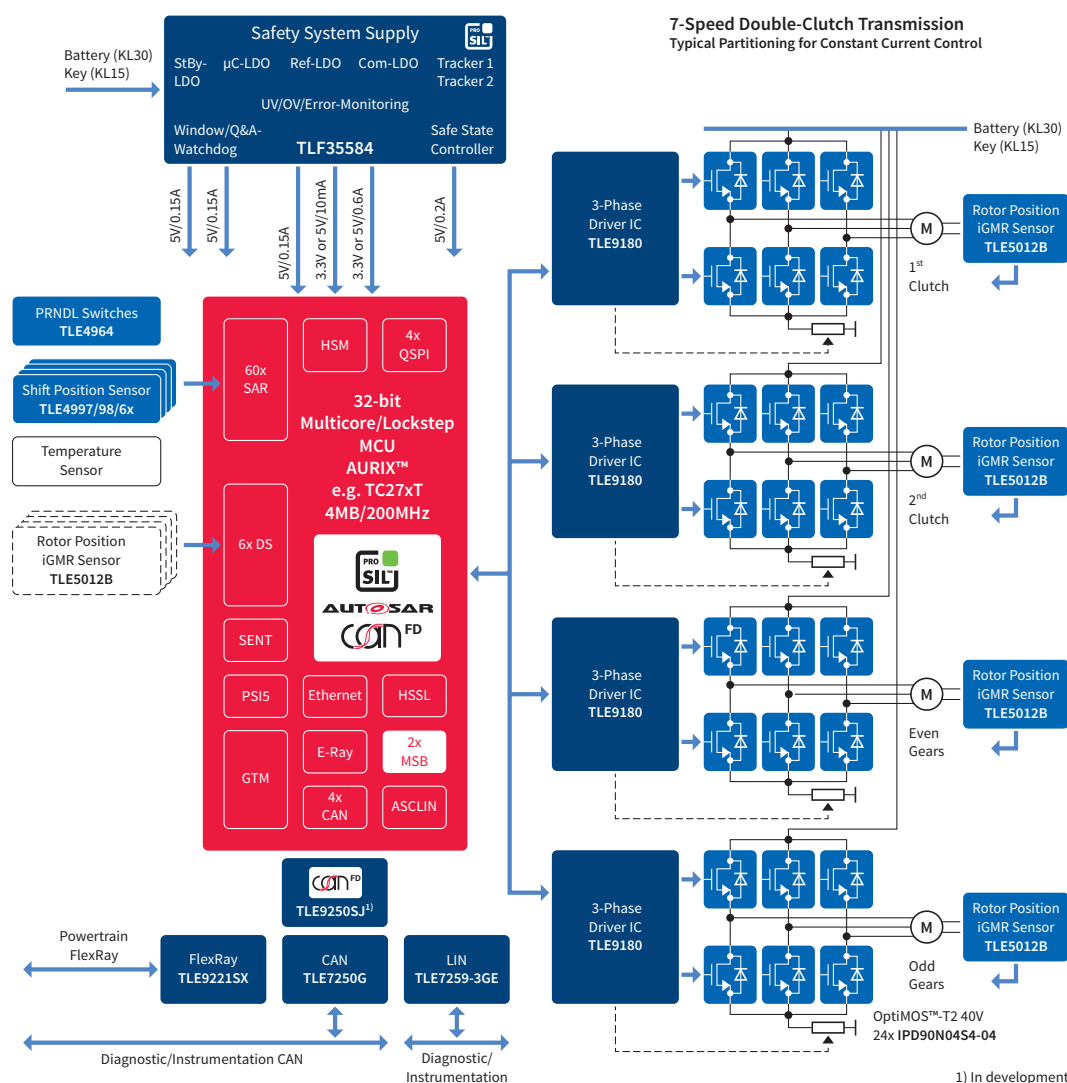 7-Speed Double-Clutch Transmission
Typical Partitioning for Constant Current Control
Battery (KL30)
Key (KL15)
Safety System Supply
PRO
SIL
StBy-
LDO
µC-LDO
Ref-LDO
Com-LDO
Tracker 1
Tracker 2
UV/OV/Error-Monitoring
Window/Q&A-
Watchdog
TLF35584
Safe State
Controller
5V/0.15A
5V/0.15A
5V/0.15A
3.3V or 5V/10mA
3.3V or 5V/0.6A
5V/0.2A
PRNDL Switches
TLE4964
Shift Position Sensor
TLE4997/98/6x
Temperature
Sensor
Rotor Position
iGMR Sensor
TLE5012B
60x
SAR
HSM
4x
QSPI
32-bit
Multicore/Lockstep
MCU
AURIX™
e.g. TC27xT
4MB/200MHz
6x DS
PRO
SIL
AUTOSAR
CAN FD
SENT
PSI5
Ethernet
HSSL
GTM
E-Ray
2x
MSB
4x
CAN
ASCLIN
CAN FD
TLE9250SJ1)
Powertrain
FlexRay
FlexRay
TLE9221SX
CAN
TLE7250G
LIN
TLE7259-3GE
Diagnostic/Instrumentation CAN
Diagnostic/
Instrumentation
Battery (KL30)
Key (KL15)
3-Phase
Driver IC
TLE9180
M
1st
Clutch
Rotor Position
iGMR Sensor
TLE5012B
3-Phase
Driver IC
TLE9180
M
2nd
Clutch
Rotor Position
iGMR Sensor
TLE5012B
3-Phase
Driver IC
TLE9180
M
Even
Gears
Rotor Position
iGMR Sensor
TLE5012B
3-Phase
Driver IC
TLE9180
M
Odd
Gears
Rotor Position
iGMR Sensor
TLE5012B
OptiMOS™-T2 40V
24x IPD90N04S4-04
1) In development